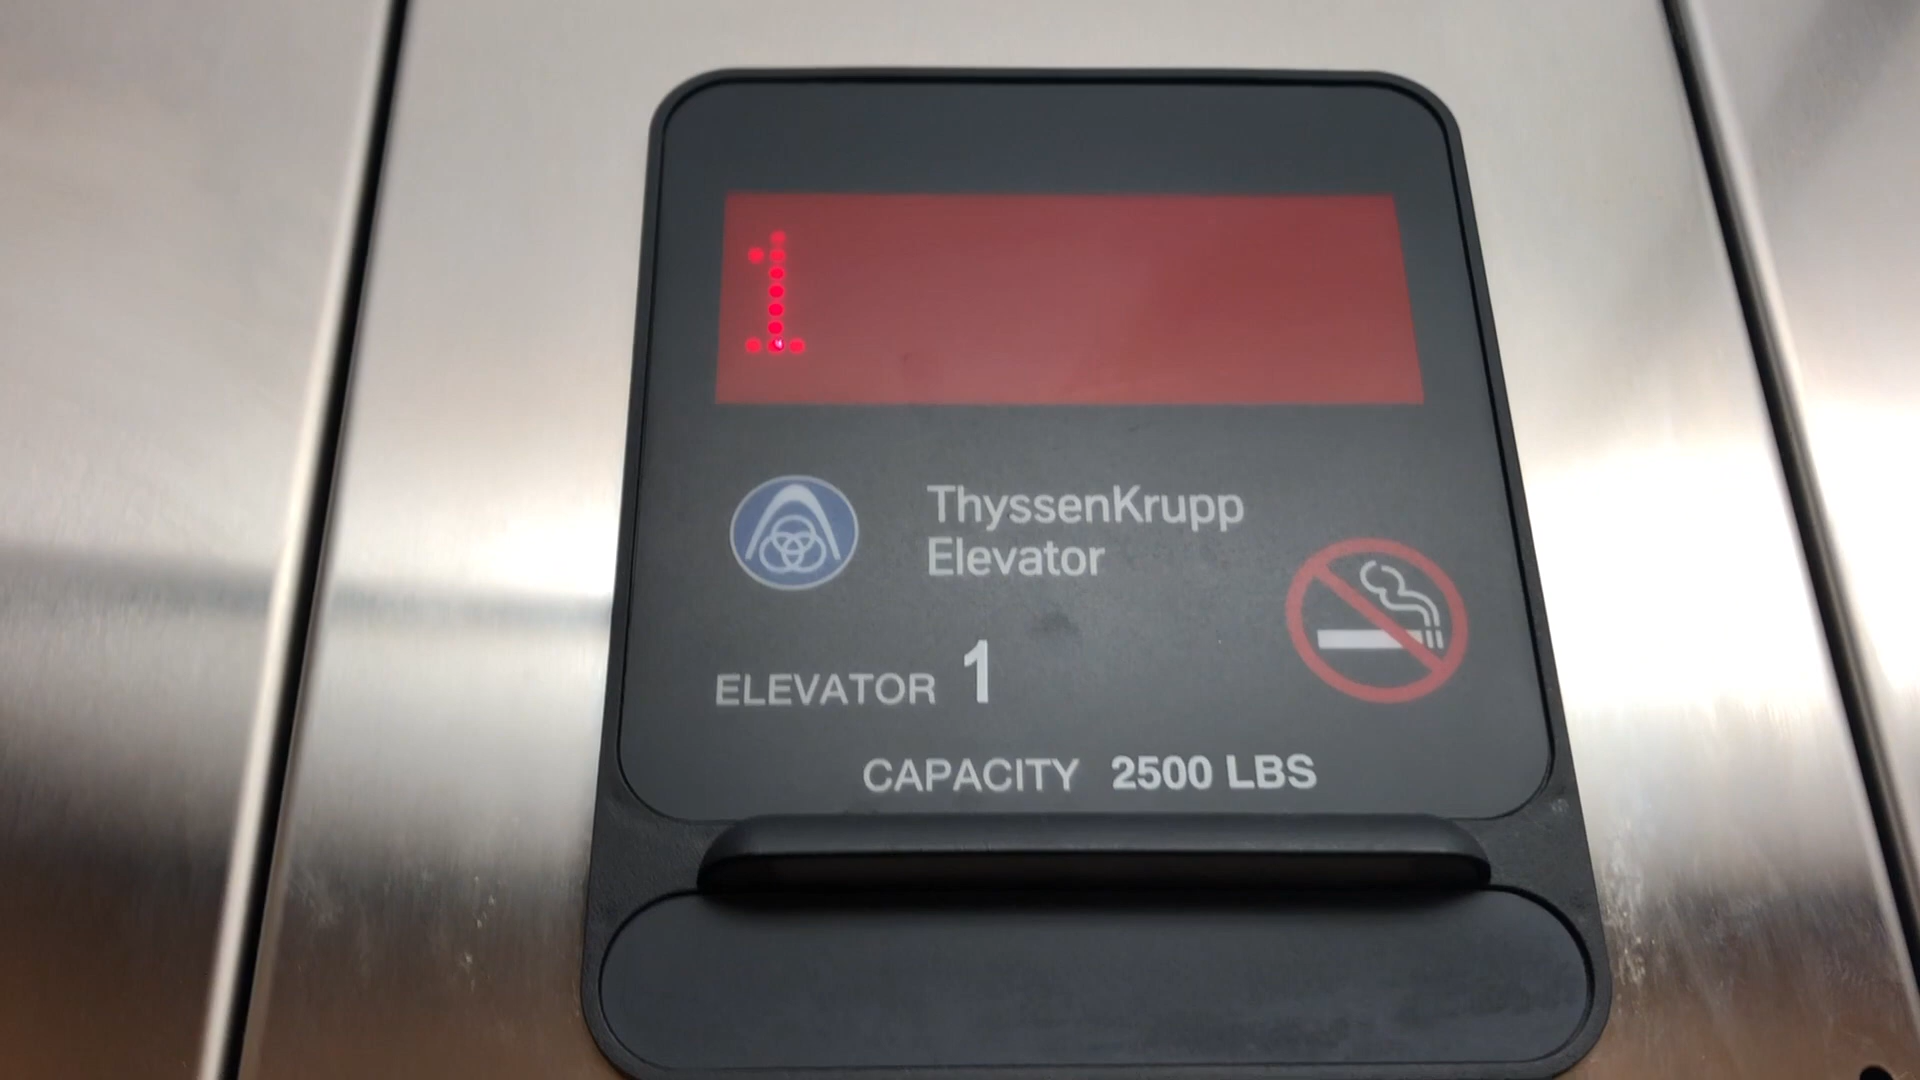 1
ThyssenKrupp
Elevator
ELEVATOR 1
CAPACITY 2500 LBS